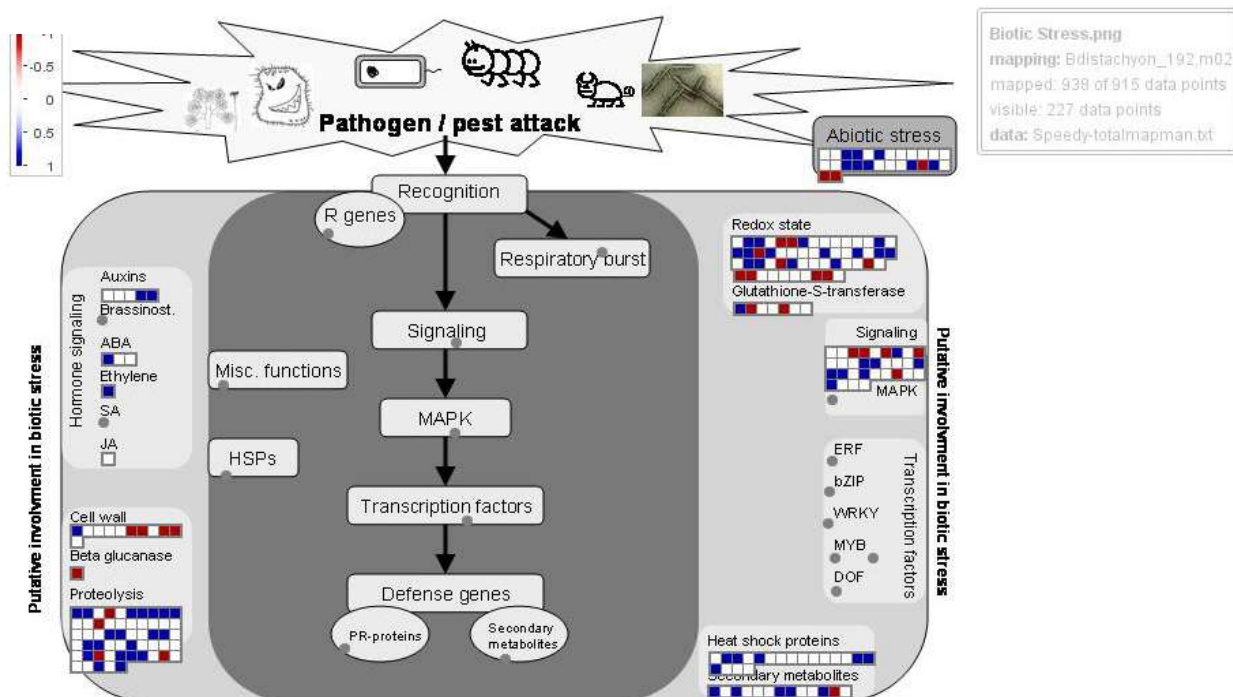 -1
-0.5
0
0.5
1
Pathogen / pest attack
Biotic Stress.png
mapping: Bdistachyon_192,m02
mapped: 938 of 915 data points
visible: 227 data points
data: Speedy-totalmapman.txt
Abiotic stress
Recognition
R genes
Respiratory burst
Signaling
Misc. functions
MAPK
HSPs
Transcription factors
Defense genes
PR-proteins
Secondary
metabolites
Putative involvment in biotic stress
Hormone signaling
Auxins
Brassinost.
ABA
Ethylene
SA
JA
Cell wall
Beta glucanase
Proteolysis
Redox state
Glutathione-S-transferase
Signaling
MAPK
ERF
bZIP
WRKY
MYB
DOF
Transcription factors
Putative involvment in biotic stress
Heat shock proteins
Secondary metabolites